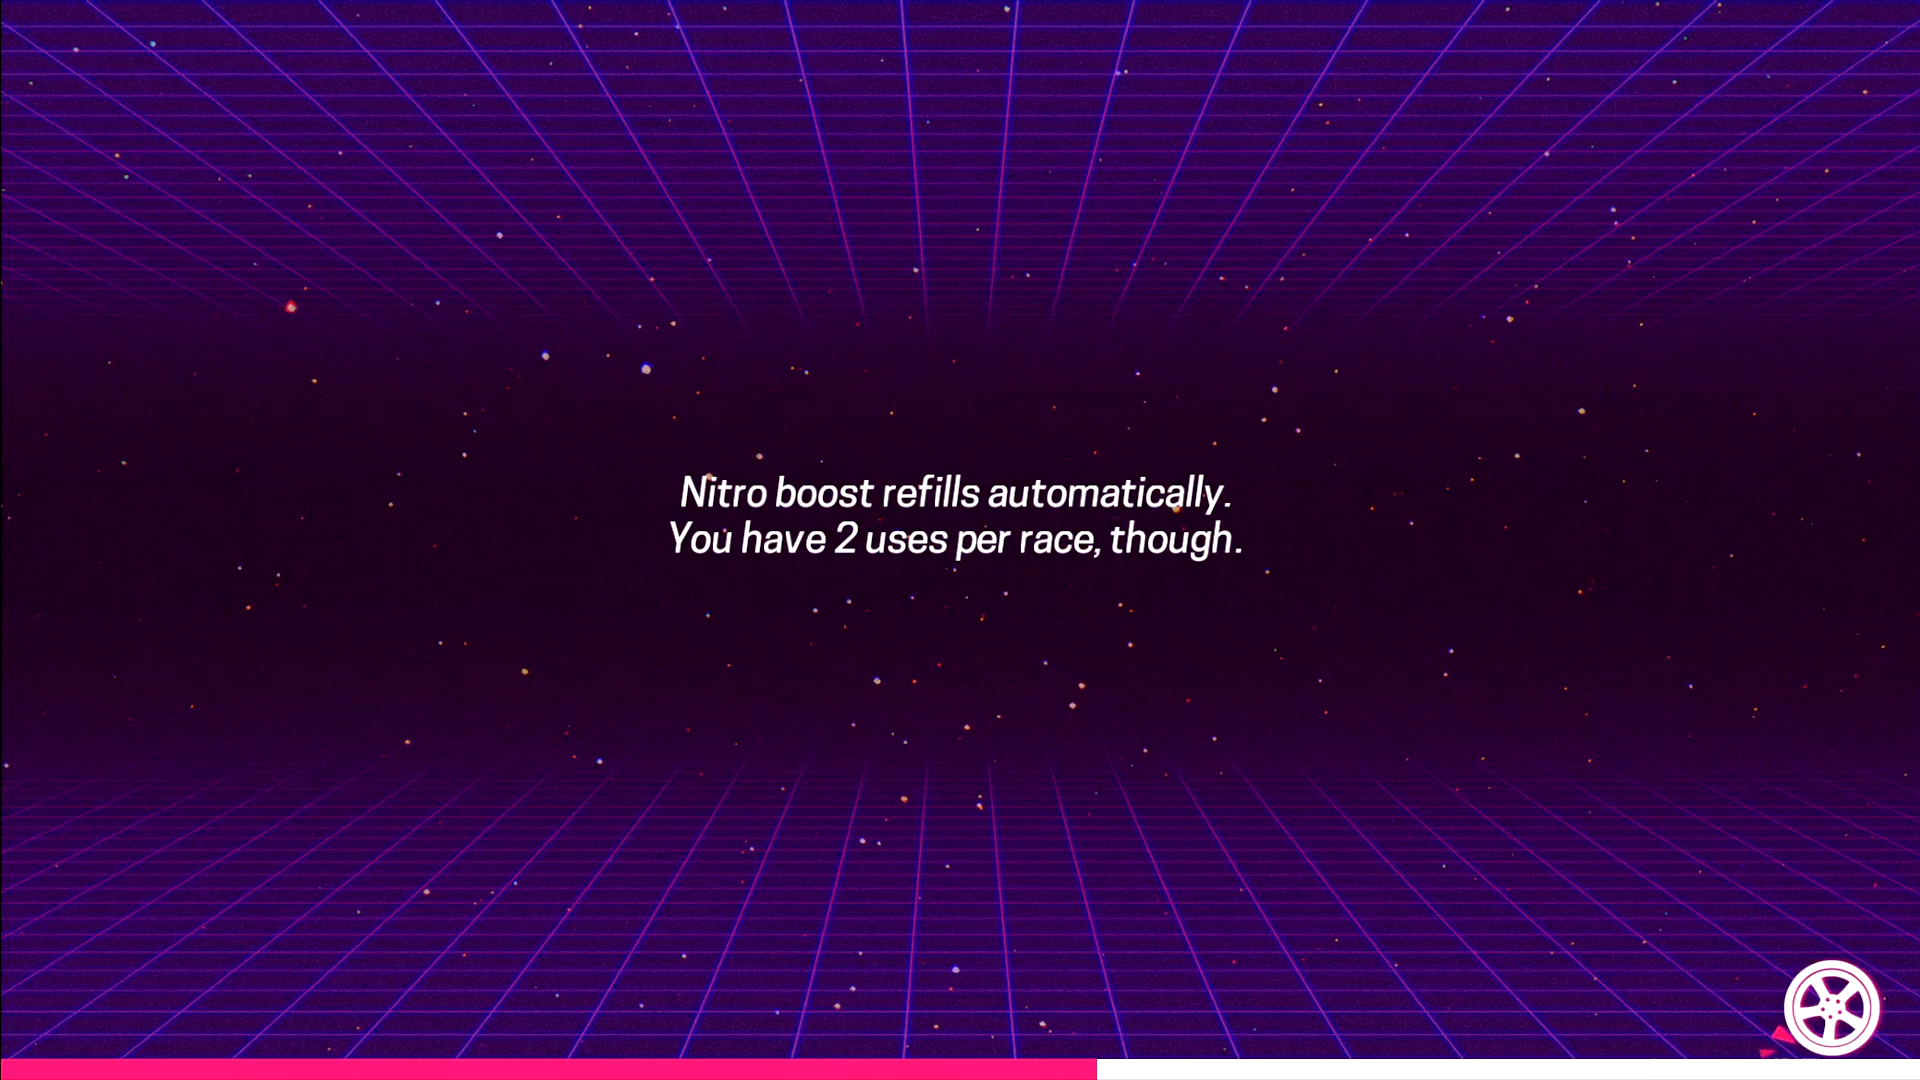 Nitro boost refills automatically.
You have 2 uses per race, though.